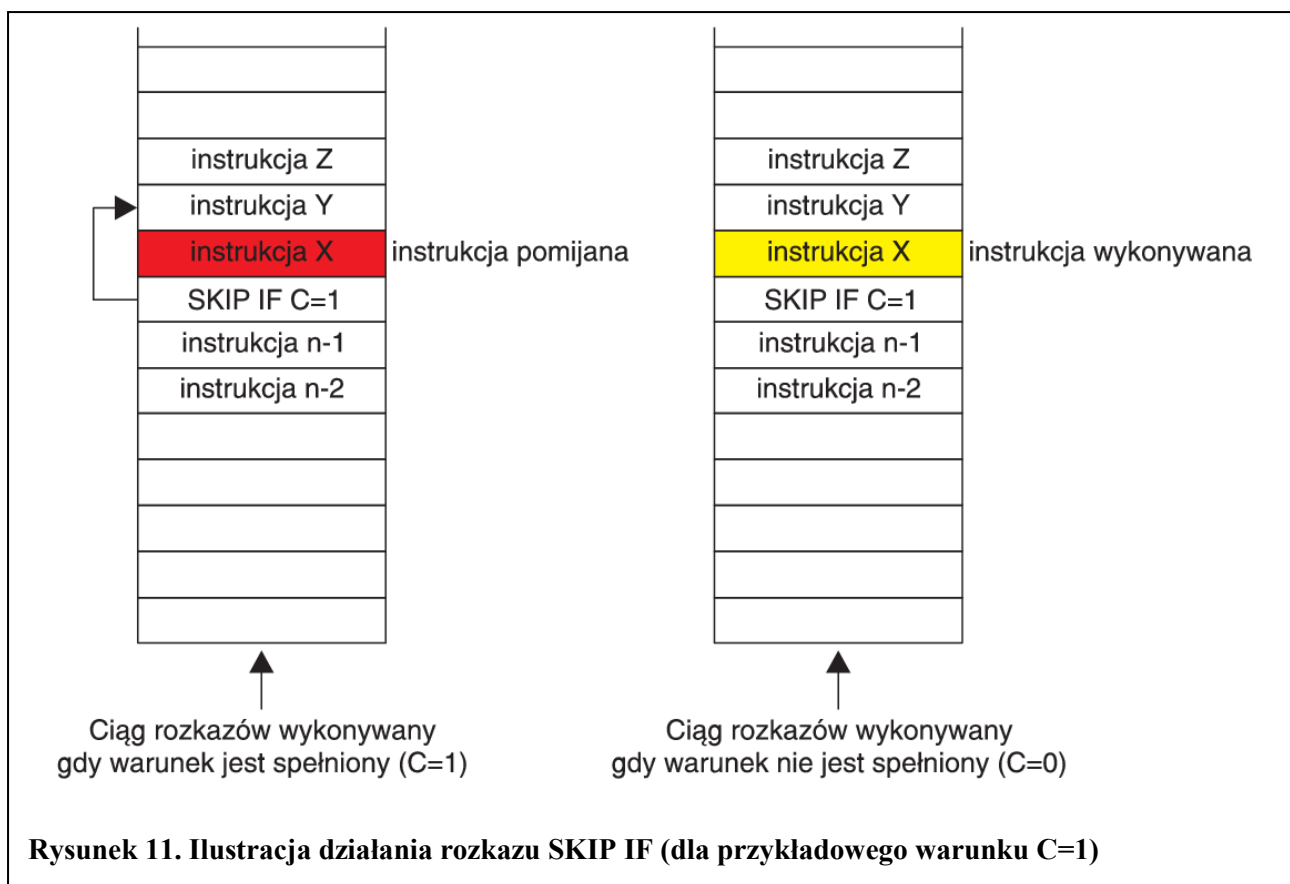 instrukcja Z
instrukcja Y
instrukcja X instrukcja pomijana
SKIP IF C=1
instrukcja n-1
instrukcja n-2
Ciąg rozkazów wykonywany
gdy warunek jest spełniony (C=1)
instrukcja Z
instrukcja Y
instrukcja X instrukcja wykonywana
SKIP IF C=1
instrukcja n-1
instrukcja n-2
Ciąg rozkazów wykonywany
gdy warunek nie jest spełniony (C=0)
Rysunek 11. Ilustracja działania rozkazu SKIP IF (dla przykładowego warunku C=1)